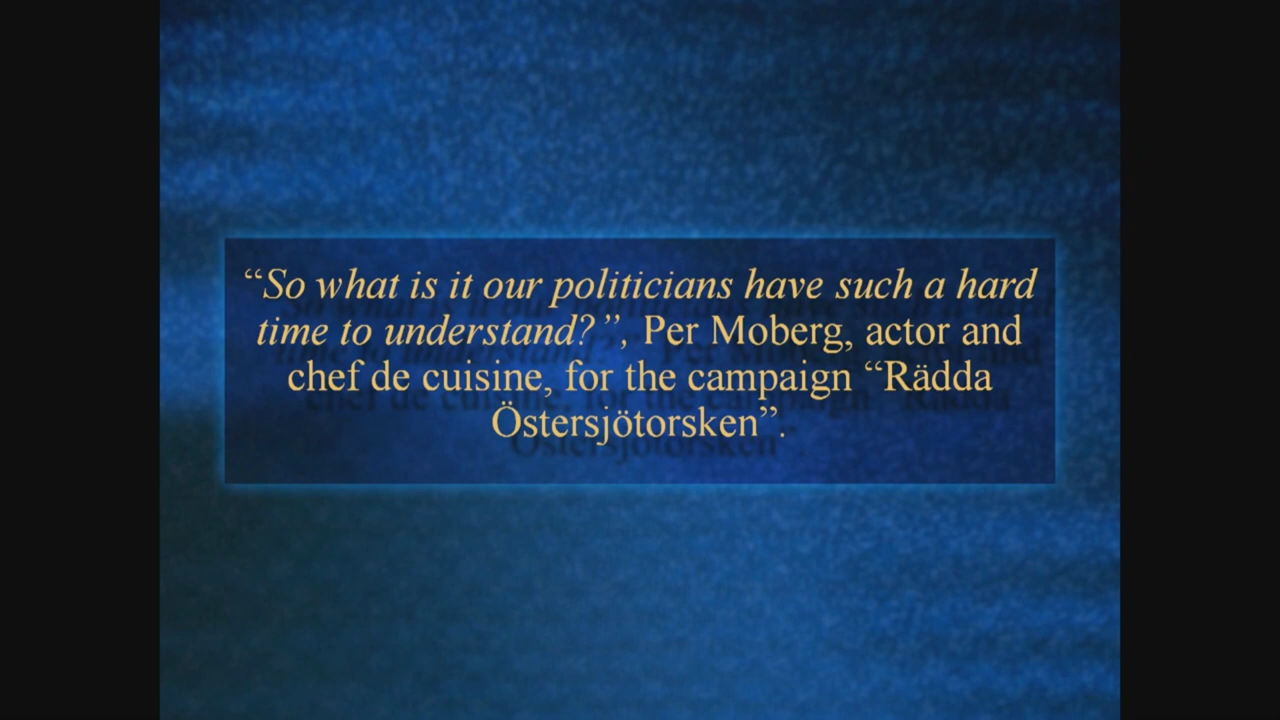 “So what is it our politicians have such a hard
time to understand?”, Per Moberg, actor and
chef de cuisine, for the campaign “Rädda
Östersjötorsken”.